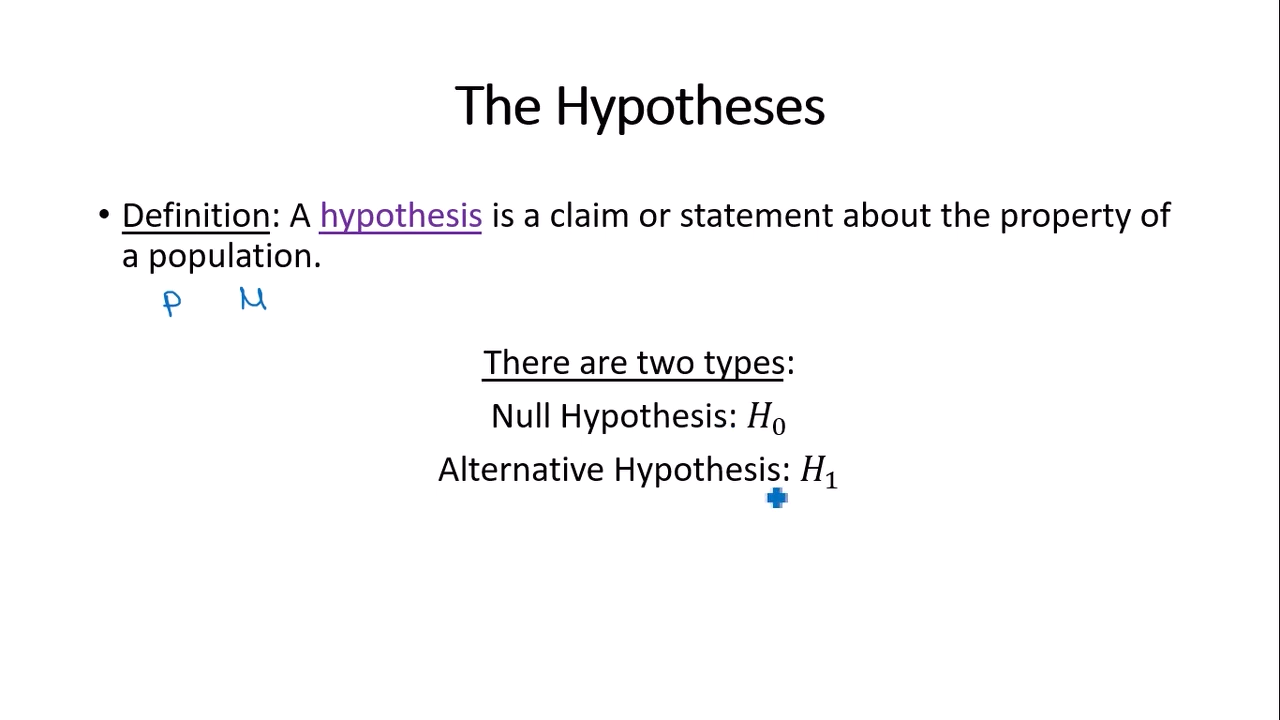 The Hypotheses
• Definition: A hypothesis is a claim or statement about the property of
a population.
p μ
There are two types:
Null Hypothesis: H₀
Alternative Hypothesis: H₁